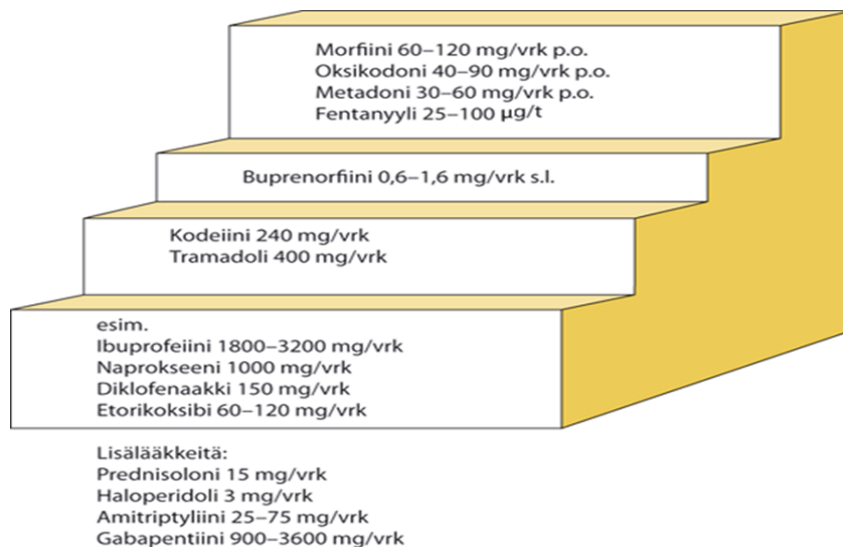 Morfiini 60–120 mg/vrk p.o.
Oksikodoni 40–90 mg/vrk p.o.
Metadoni 30–60 mg/vrk p.o.
Fentanyyli 25–100 µg/t
Buprenorfiini 0,6–1,6 mg/vrk s.l.
Kodeiini 240 mg/vrk
Tramadoli 400 mg/vrk
esim.
Ibuprofeiini 1800–3200 mg/vrk
Naprokseeni 1000 mg/vrk
Diklofenaakki 150 mg/vrk
Etorikoksibi 60–120 mg/vrk
Lisälääkkeitä:
Prednisoloni 15 mg/vrk
Haloperidoli 3 mg/vrk
Amitriptyliini 25–75 mg/vrk
Gabapentiini 900–3600 mg/vrk